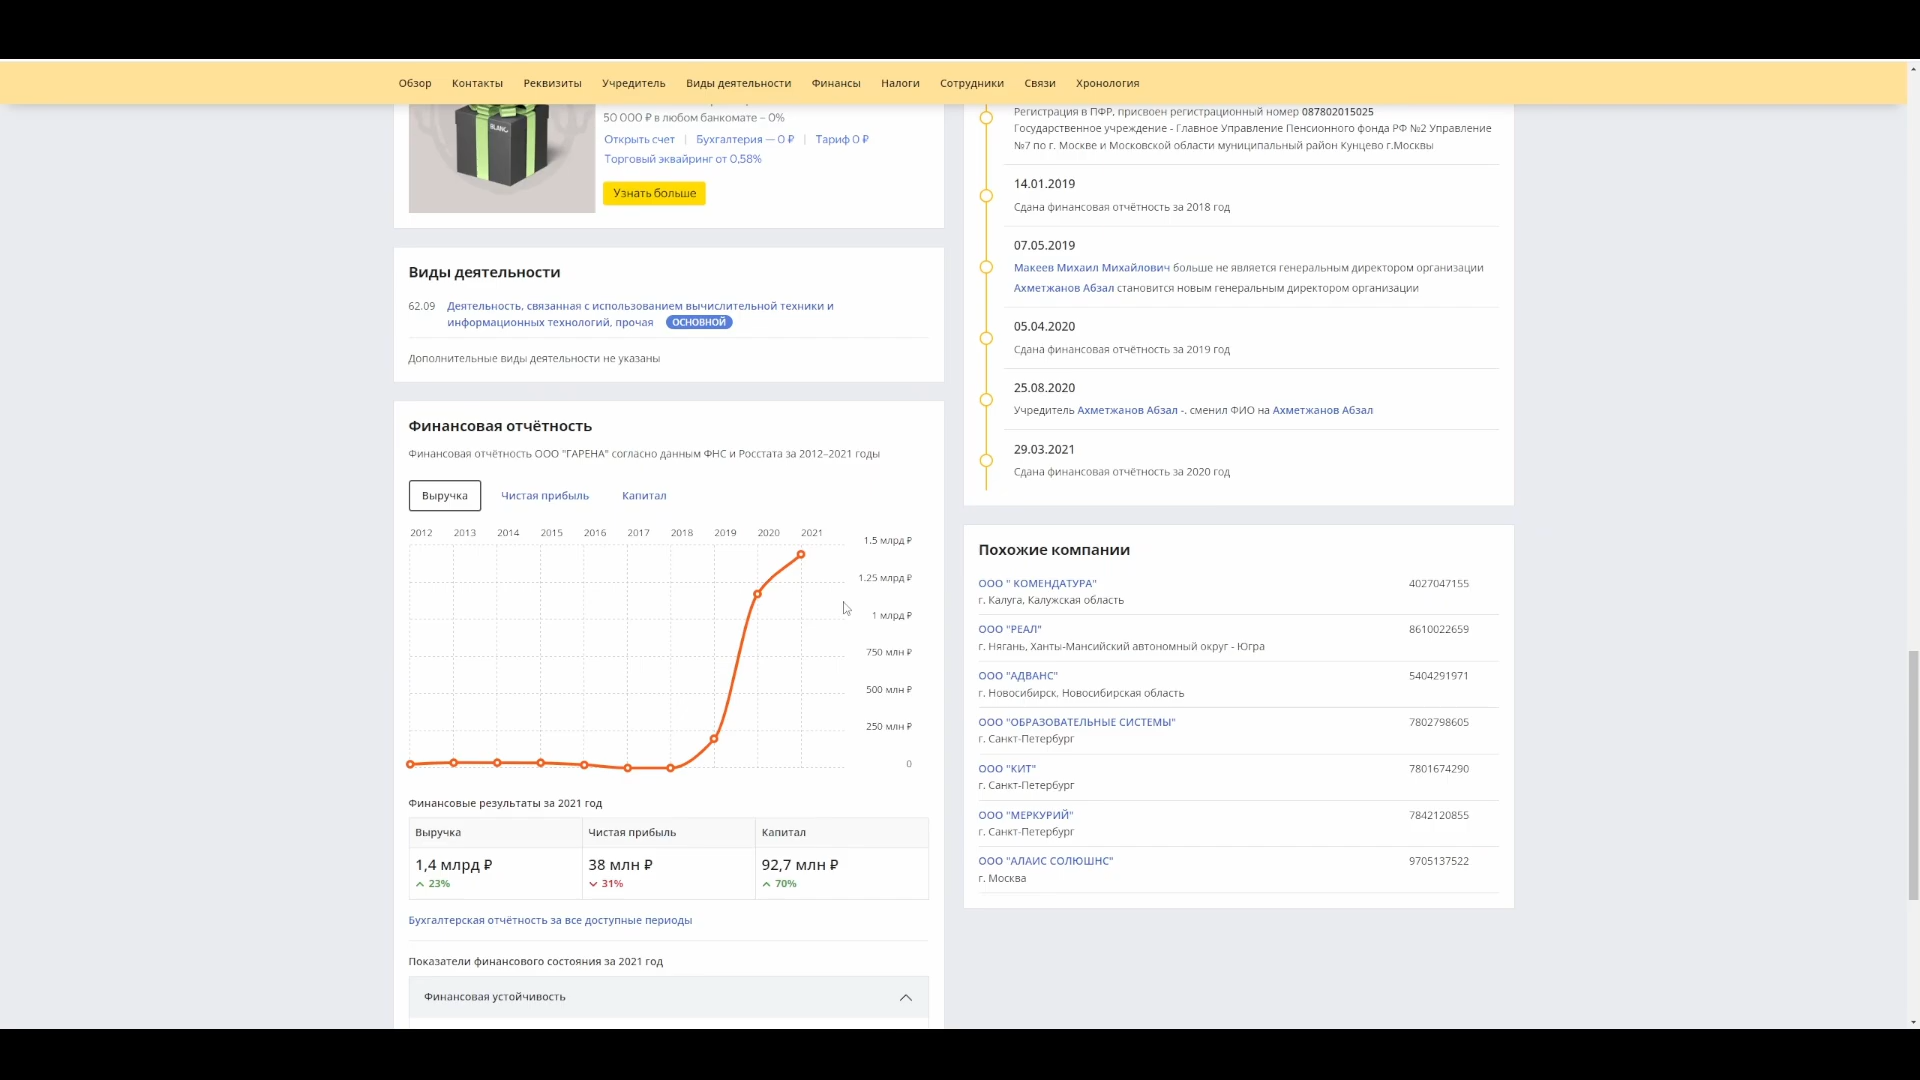 Обзор Контакты Реквизиты Учредитель Виды деятельности Финансы Налоги Сотрудники Связи Хронология
BLANC
50 000 ₽ в любом банкомате – 0%
Открыть счет | Бухгалтерия — 0 ₽ | Тариф 0 ₽
Торговый эквайринг от 0,58%
Узнать больше
Виды деятельности
62.09 Деятельность, связанная с использованием вычислительной техники и
информационных технологий, прочая ОСНОВНОЙ
Дополнительные виды деятельности не указаны
Финансовая отчётность
Финансовая отчётность ООО "ГАРЕНА" согласно данным ФНС и Росстата за 2012–2021 годы
Выручка Чистая прибыль Капитал
2012 2013 2014 2015 2016 2017 2018 2019 2020 2021
1.5 млрд ₽
1.25 млрд ₽
1 млрд ₽
750 млн ₽
500 млн ₽
250 млн ₽
0
Финансовые результаты за 2021 год
Выручка Чистая прибыль Капитал
1,4 млрд ₽ 38 млн ₽ 92,7 млн ₽
23% 31% 70%
Бухгалтерская отчётность за все доступные периоды
Показатели финансового состояния за 2021 год
Финансовая устойчивость
Регистрация в ПФР, присвоен регистрационный номер 087802015025
Государственное учреждение - Главное Управление Пенсионного фонда РФ №2 Управление
№7 по г. Москве и Московской области муниципальный район Кунцево г.Москвы
14.01.2019
Сдана финансовая отчётность за 2018 год
07.05.2019
Макеев Михаил Михайлович больше не является генеральным директором организации
Ахметжанов Абзал становится новым генеральным директором организации
05.04.2020
Сдана финансовая отчётность за 2019 год
25.08.2020
Учредитель Ахметжанов Абзал -. сменил ФИО на Ахметжанов Абзал
29.03.2021
Сдана финансовая отчётность за 2020 год
Похожие компании
ООО " КОМЕНДАТУРА" 4027047155
г. Калуга, Калужская область
ООО "РЕАЛ" 8610022659
г. Нягань, Ханты-Мансийский автономный округ - Югра
ООО "АДВАНС" 5404291971
г. Новосибирск, Новосибирская область
ООО "ОБРАЗОВАТЕЛЬНЫЕ СИСТЕМЫ" 7802798605
г. Санкт-Петербург
ООО "КИТ" 7801674290
г. Санкт-Петербург
ООО "МЕРКУРИЙ" 7842120855
г. Санкт-Петербург
ООО "АЛАИС СОЛЮШНС" 9705137522
г. Москва